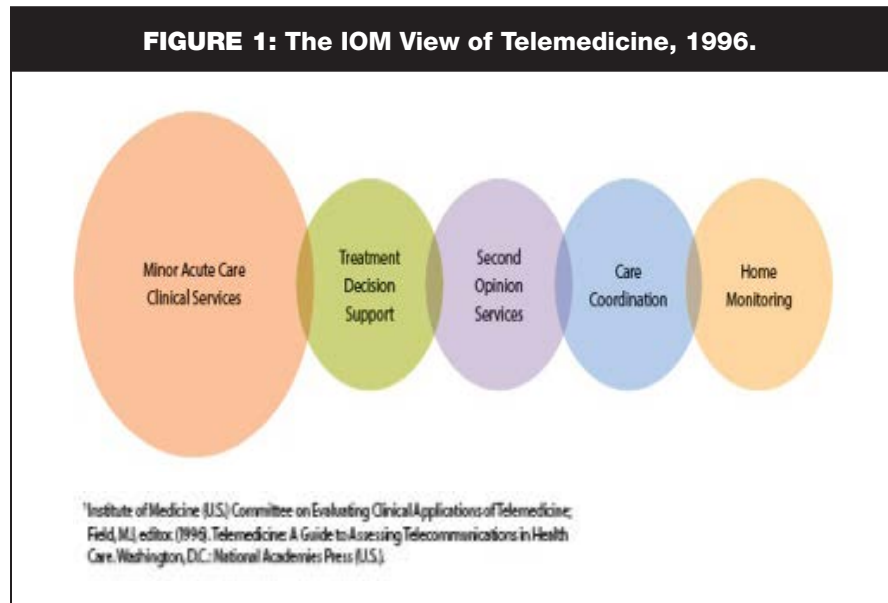 FIGURE 1: The IOM View of Telemedicine, 1996.
Minor Acute Care
Clinical Services
Treatment
Decision
Support
Second
Opinion
Services
Care
Coordination
Home
Monitoring
1Institute of Medicine (U.S.) Committee on Evaluating Clinical Applications of Telemedicine;
Field, M.J, editor. (1996). Telemedicine: A Guide to Assessing Telecommunications in Health
Care. Washington, D.C.: National Academies Press (U.S.).